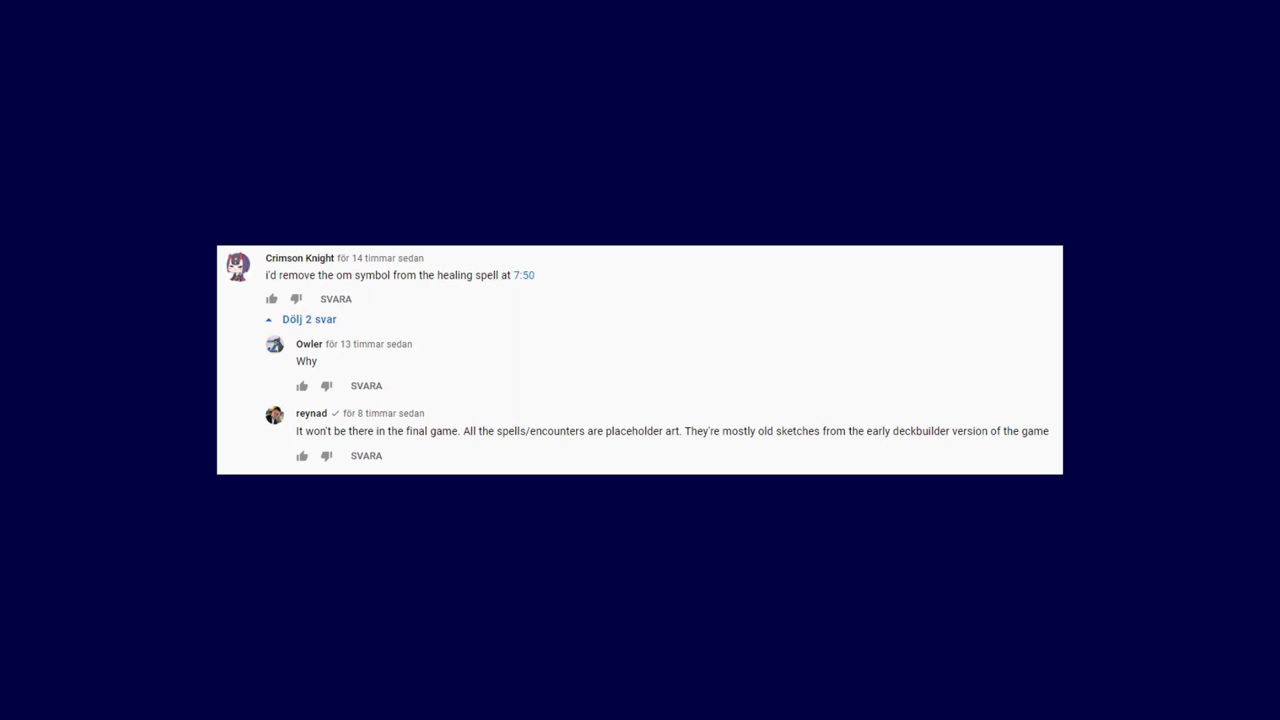 Crimson Knight för 14 timmar sedan
i'd remove the om symbol from the healing spell at 7:50
SVARA
Dölj 2 svar
Owler för 13 timmar sedan
Why
SVARA
reynad för 8 timmar sedan
It won't be there in the final game. All the spells/encounters are placeholder art. They're mostly old sketches from the early deckbuilder version of the game
SVARA